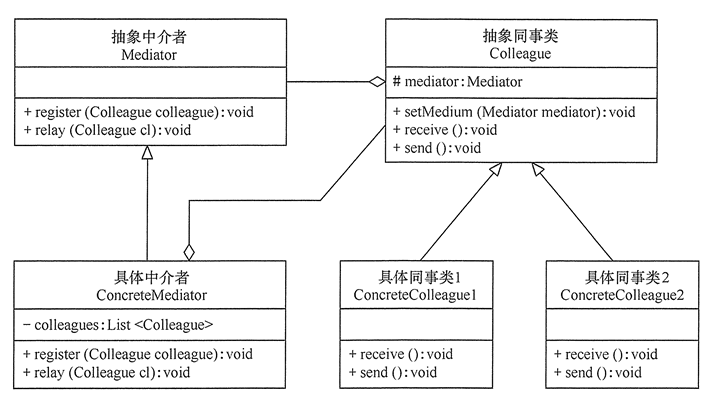 抽象中介者
Mediator
+ register (Colleague colleague):void
+ relay (Colleague cl):void
抽象同事类
Colleague
# mediator:Mediator
+ setMedium (Mediator mediator):void
+ receive ():void
+ send ():void
具体中介者
ConcreteMediator
− colleagues:List <Colleague>
+ register (Colleague colleague):void
+ relay (Colleague cl):void
具体同事类1
ConcreteColleague1
+ receive ():void
+ send ():void
具体同事类2
ConcreteColleague2
+ receive ():void
+ send ():void